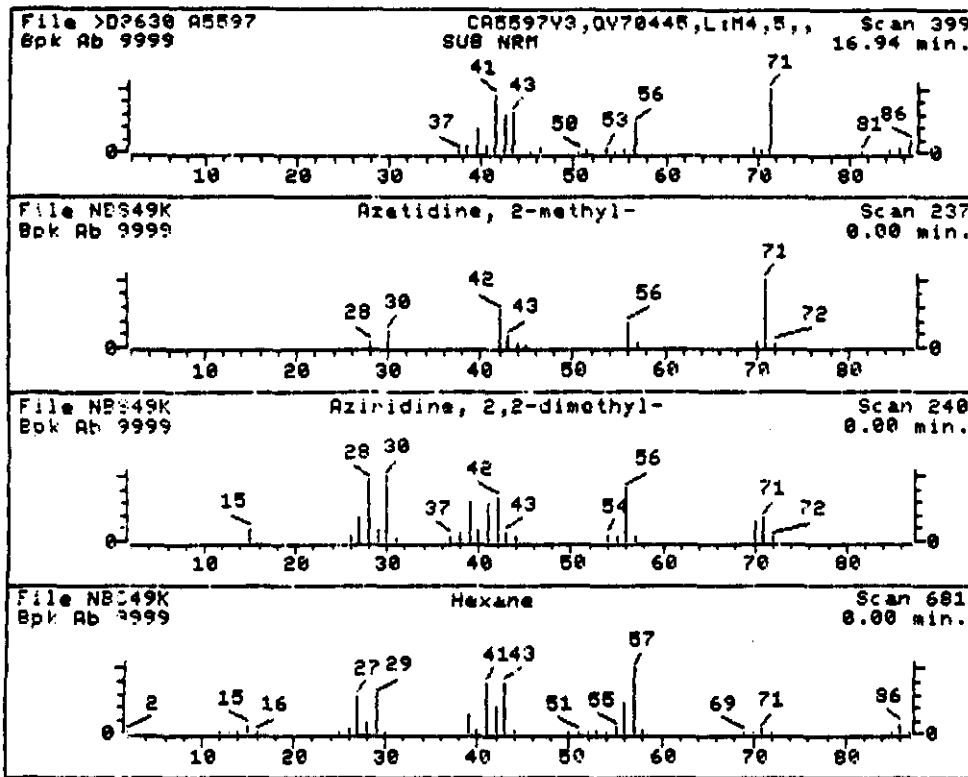 File >D2630 A5597 CA5597V3,QV70445,L:M4,5,, Scan 399
Bpk Ab 9999 SUB NRM 16.94 min.
41 43 71
37 50 53 56 81 86
0 0
10 20 30 40 50 60 70 80
File NBS49K Azetidine, 2-methyl- Scan 237
Bpk Ab 9999 0.00 min.
71
28 30 42 43 56 72
0 0
10 20 30 40 50 60 70 80
File NBS49K Aziridine, 2,2-dimethyl- Scan 240
Bpk Ab 9999 0.00 min.
28 30 42 56
15 37 43 54 71 72
0 0
10 20 30 40 50 60 70 80
File NBS49K Hexane Scan 681
Bpk Ab 9999 0.00 min.
57
27 29 41 43
2 15 16 51 55 69 71 86
0 0
10 20 30 40 50 60 70 80